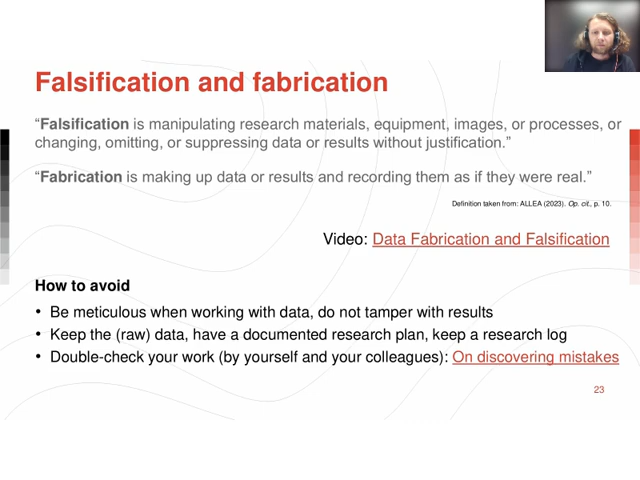 Falsification and fabrication
“Falsification is manipulating research materials, equipment, images, or processes, or
changing, omitting, or suppressing data or results without justification.”
“Fabrication is making up data or results and recording them as if they were real.”
Definition taken from: ALLEA (2023). Op. cit., p. 10.
Video: Data Fabrication and Falsification
How to avoid
• Be meticulous when working with data, do not tamper with results
• Keep the (raw) data, have a documented research plan, keep a research log
• Double-check your work (by yourself and your colleagues): On discovering mistakes
23